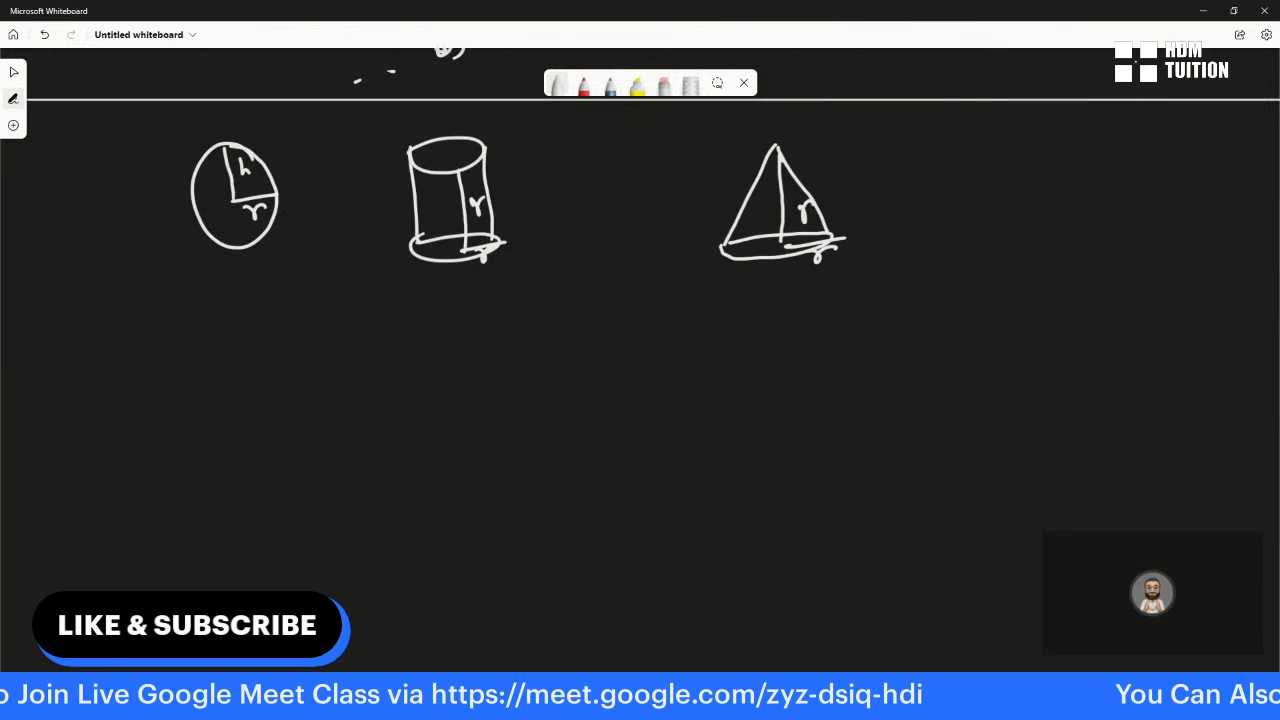 Microsoft Whiteboard
Untitled whiteboard
HDM
TUITION
h
r
r
r
r
r
LIKE & SUBSCRIBE
o Join Live Google Meet Class via https://meet.google.com/zyz-dsiq-hdi
You Can Also